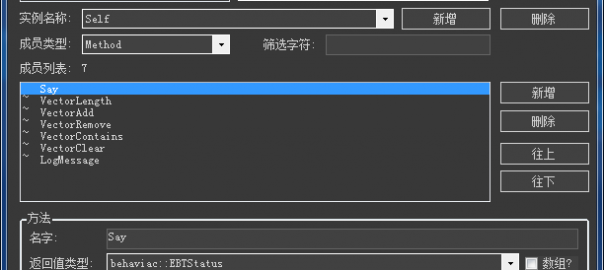 实例名称: Self 新增 删除
成员类型: Method 筛选字符:
成员列表: 7
Say
~ VectorLength
~ VectorAdd
~ VectorRemove
~ VectorContains
~ VectorClear
~ LogMessage
新增
删除
往上
往下
方法
名字: Say
返回值类型: behaviac::EBTStatus 数组?